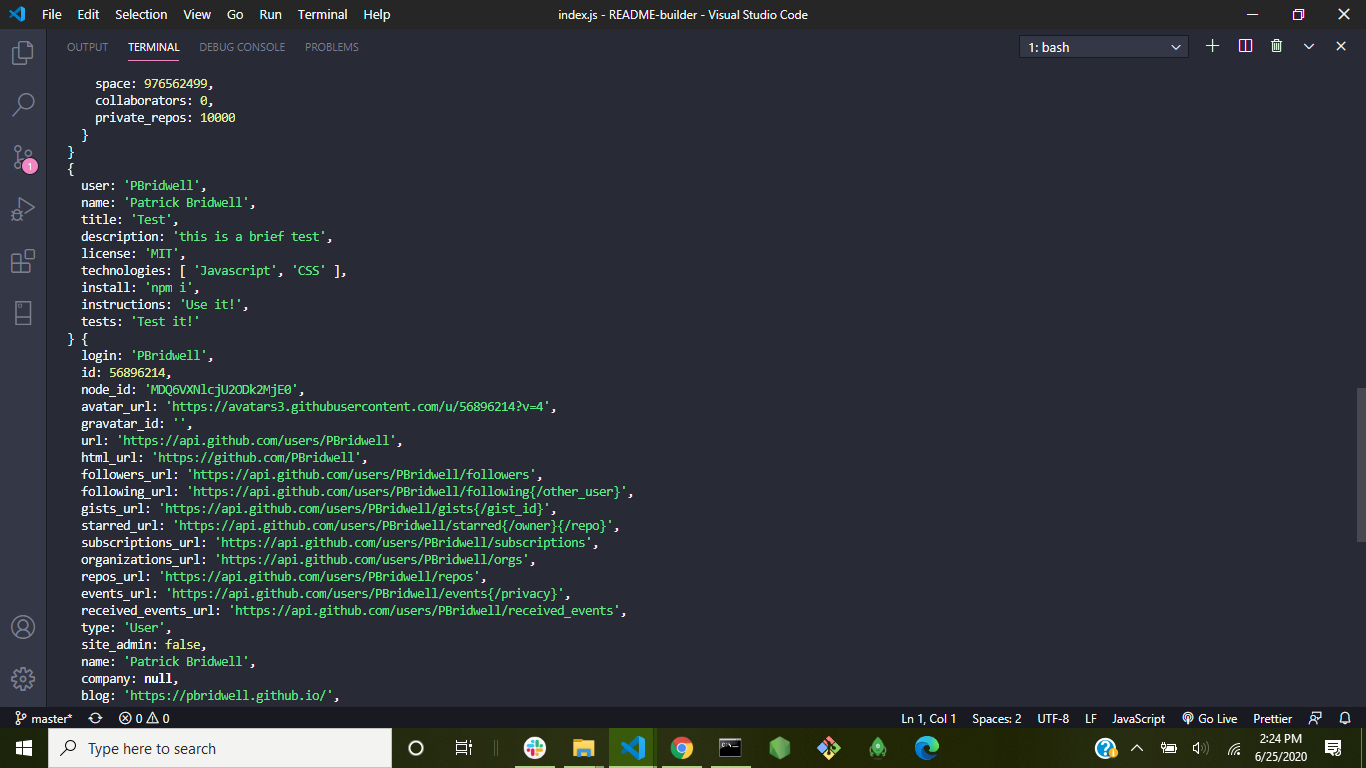 File Edit Selection View Go Run Terminal Help index.js - README-builder - Visual Studio Code
OUTPUT TERMINAL DEBUG CONSOLE PROBLEMS 1: bash
space: 976562499,
collaborators: 0,
private_repos: 10000
}
}
{
user: 'PBridwell',
name: 'Patrick Bridwell',
title: 'Test',
description: 'this is a brief test',
license: 'MIT',
technologies: [ 'Javascript', 'CSS' ],
install: 'npm i',
instructions: 'Use it!',
tests: 'Test it!'
} {
login: 'PBridwell',
id: 56896214,
node_id: 'MDQ6VXNlcjU2ODk2MjE0',
avatar_url: 'https://avatars3.githubusercontent.com/u/56896214?v=4',
gravatar_id: '',
url: 'https://api.github.com/users/PBridwell',
html_url: 'https://github.com/PBridwell',
followers_url: 'https://api.github.com/users/PBridwell/followers',
following_url: 'https://api.github.com/users/PBridwell/following{/other_user}',
gists_url: 'https://api.github.com/users/PBridwell/gists{/gist_id}',
starred_url: 'https://api.github.com/users/PBridwell/starred{/owner}{/repo}',
subscriptions_url: 'https://api.github.com/users/PBridwell/subscriptions',
organizations_url: 'https://api.github.com/users/PBridwell/orgs',
repos_url: 'https://api.github.com/users/PBridwell/repos',
events_url: 'https://api.github.com/users/PBridwell/events{/privacy}',
received_events_url: 'https://api.github.com/users/PBridwell/received_events',
type: 'User',
site_admin: false,
name: 'Patrick Bridwell',
company: null,
blog: 'https://pbridwell.github.io/',
1
master* 0 0 Ln 1, Col 1 Spaces: 2 UTF-8 LF JavaScript Go Live Prettier
Type here to search
2:24 PM
6/25/2020